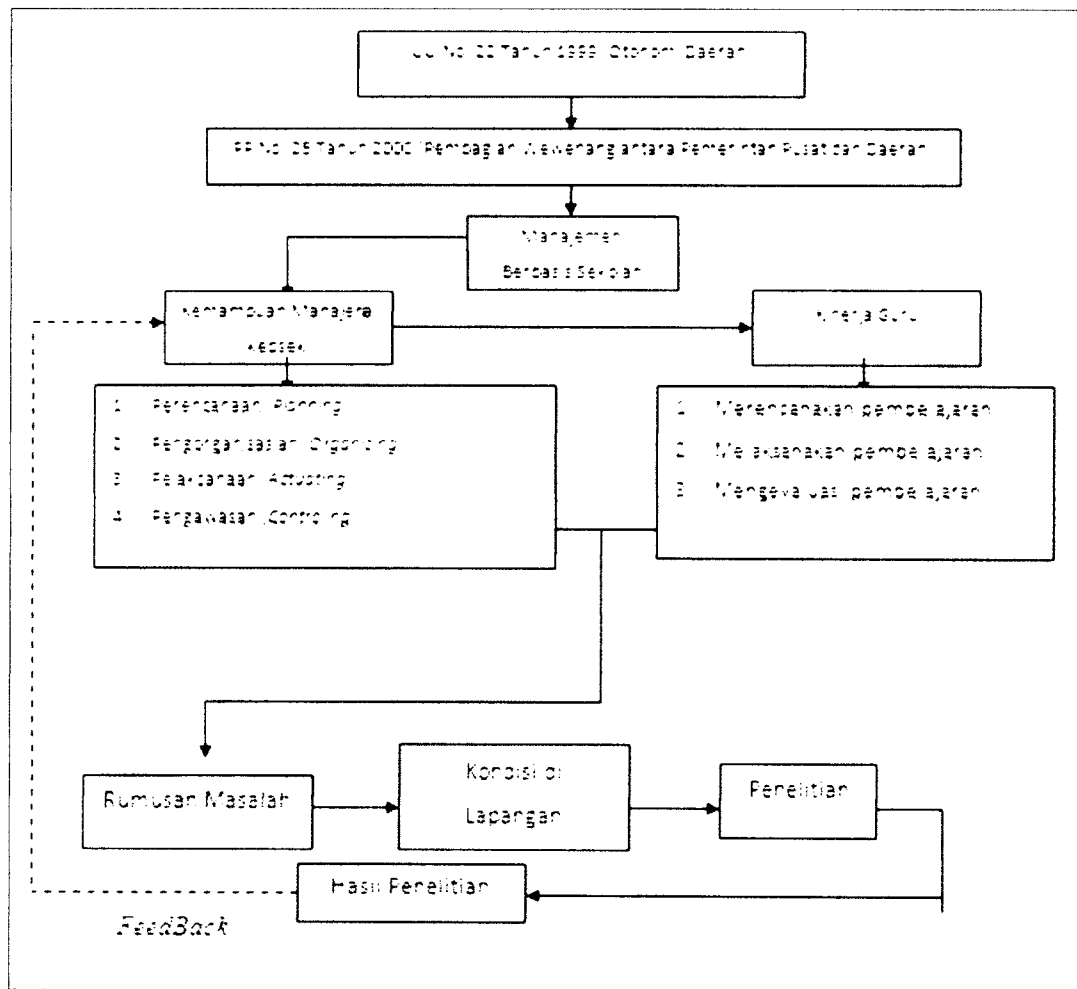 UU No. 22 Tahun 1999 Otonomi Daerah
PP No. 25 Tahun 2000 Pembagian Wewenang antara Pemerintah Pusat dan Daerah
Manajemen
Berbasis Sekolah
Kemampuan Manajerial
Kepsek
Kinerja Guru
1 Perencanaan Planning
2 Pengorganisasian Organizing
3 Pelaksanaan Actuating
4 Pengawasan Controling
1 Merencanakan pembelajaran
2 Melaksanakan pembelajaran
3 Mengevaluasi pembelajaran
Rumusan Masalah
Kondisi di
Lapangan
Penelitian
Hasil Penelitian
FeedBack